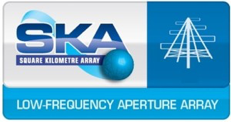 SKA
SQUARE KILOMETRE ARRAY
LOW-FREQUENCY APERTURE ARRAY